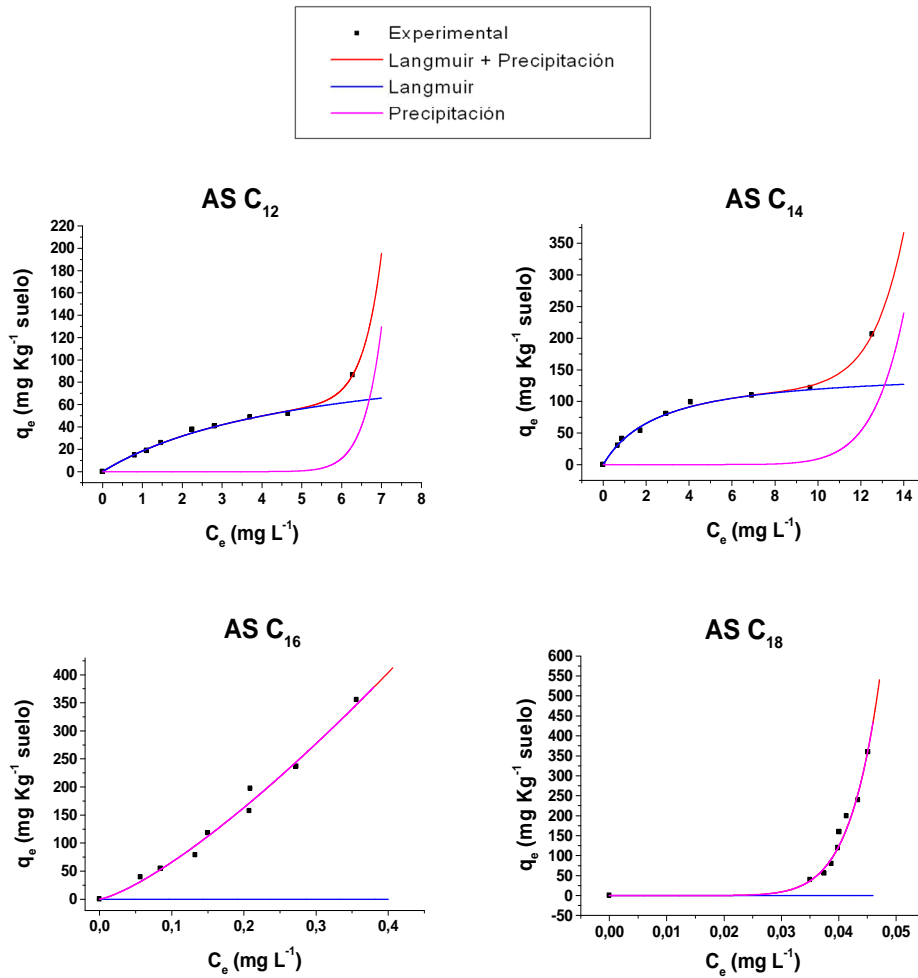 Experimental
Langmuir + Precipitación
Langmuir
Precipitación
AS C₁₂
220
200
180
160
140
120
100
80
60
40
20
0
qₑ (mg Kg⁻¹ suelo)
0 1 2 3 4 5 6 7 8
Cₑ (mg L⁻¹)
AS C₁₄
350
300
250
200
150
100
50
0
qₑ (mg Kg⁻¹ suelo)
0 2 4 6 8 10 12 14
Cₑ (mg L⁻¹)
AS C₁₆
400
350
300
250
200
150
100
50
0
qₑ (mg Kg⁻¹ suelo)
0,0 0,1 0,2 0,3 0,4
Cₑ (mg L⁻¹)
AS C₁₈
600
550
500
450
400
350
300
250
200
150
100
50
0
-50
qₑ (mg Kg⁻¹ suelo)
0,00 0,01 0,02 0,03 0,04 0,05
Cₑ (mg L⁻¹)